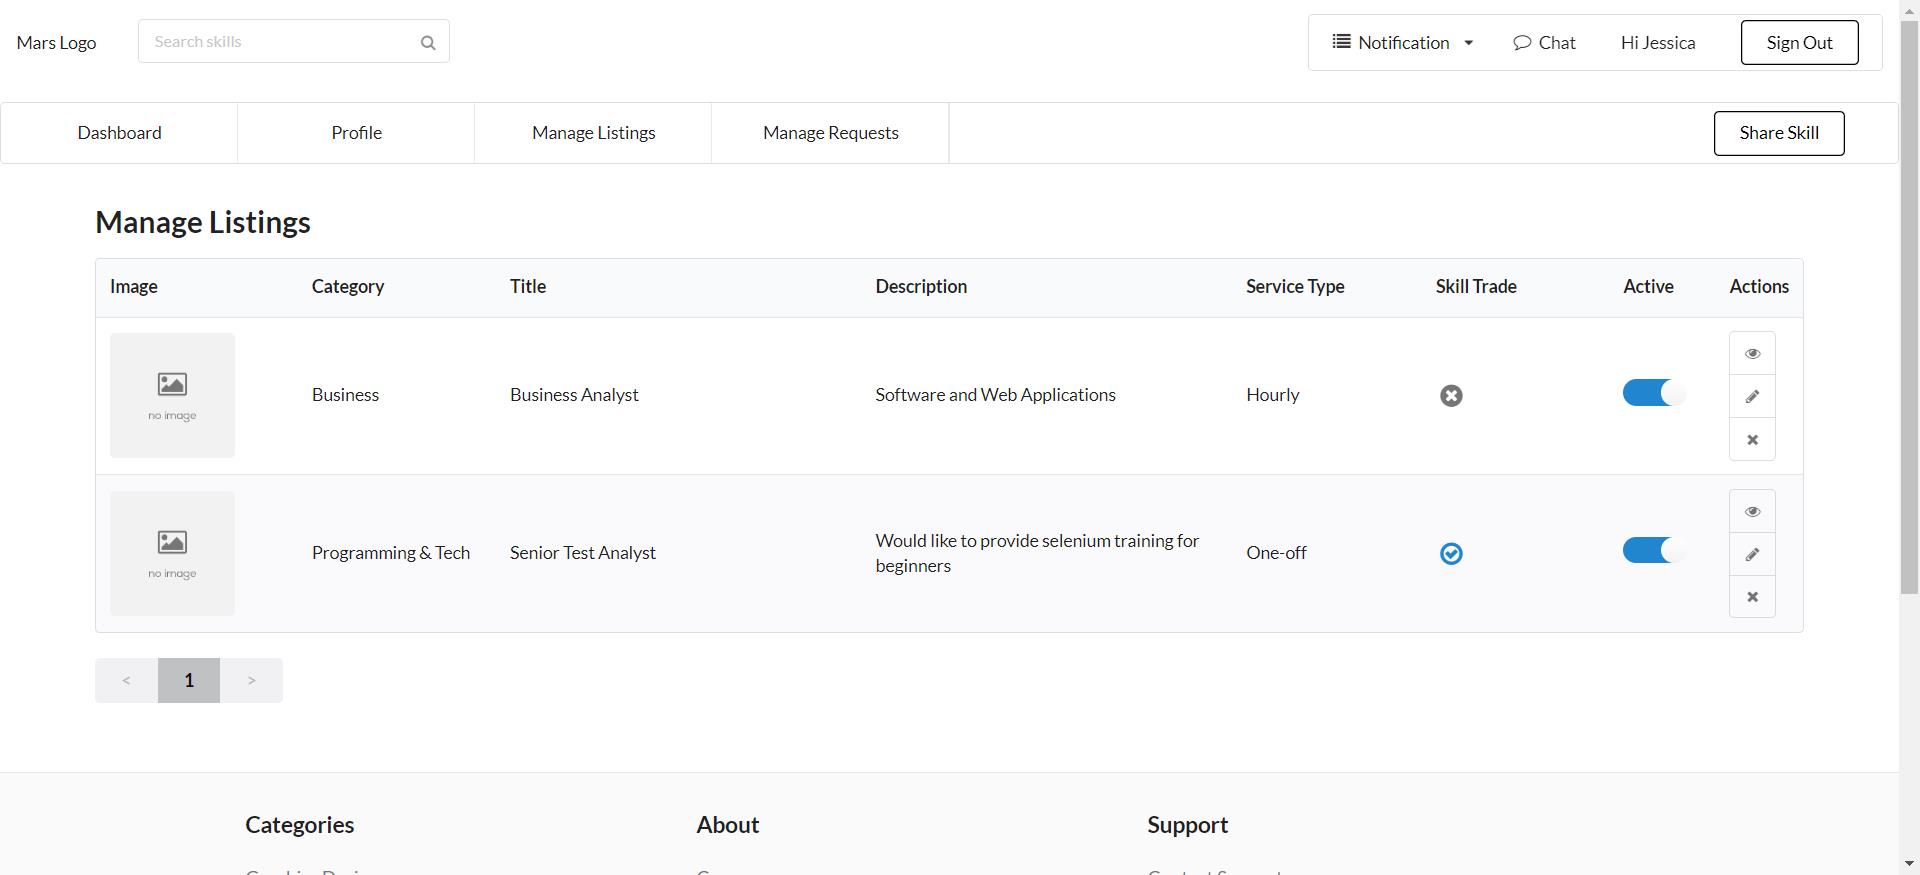 Mars Logo
Search skills
Notification
Chat
Hi Jessica
Sign Out
Dashboard
Profile
Manage Listings
Manage Requests
Share Skill
Manage Listings
Image
Category
Title
Description
Service Type
Skill Trade
Active
Actions
no image
Business
Business Analyst
Software and Web Applications
Hourly
no image
Programming & Tech
Senior Test Analyst
Would like to provide selenium training for
beginners
One-off
<
1
>
Categories
About
Support